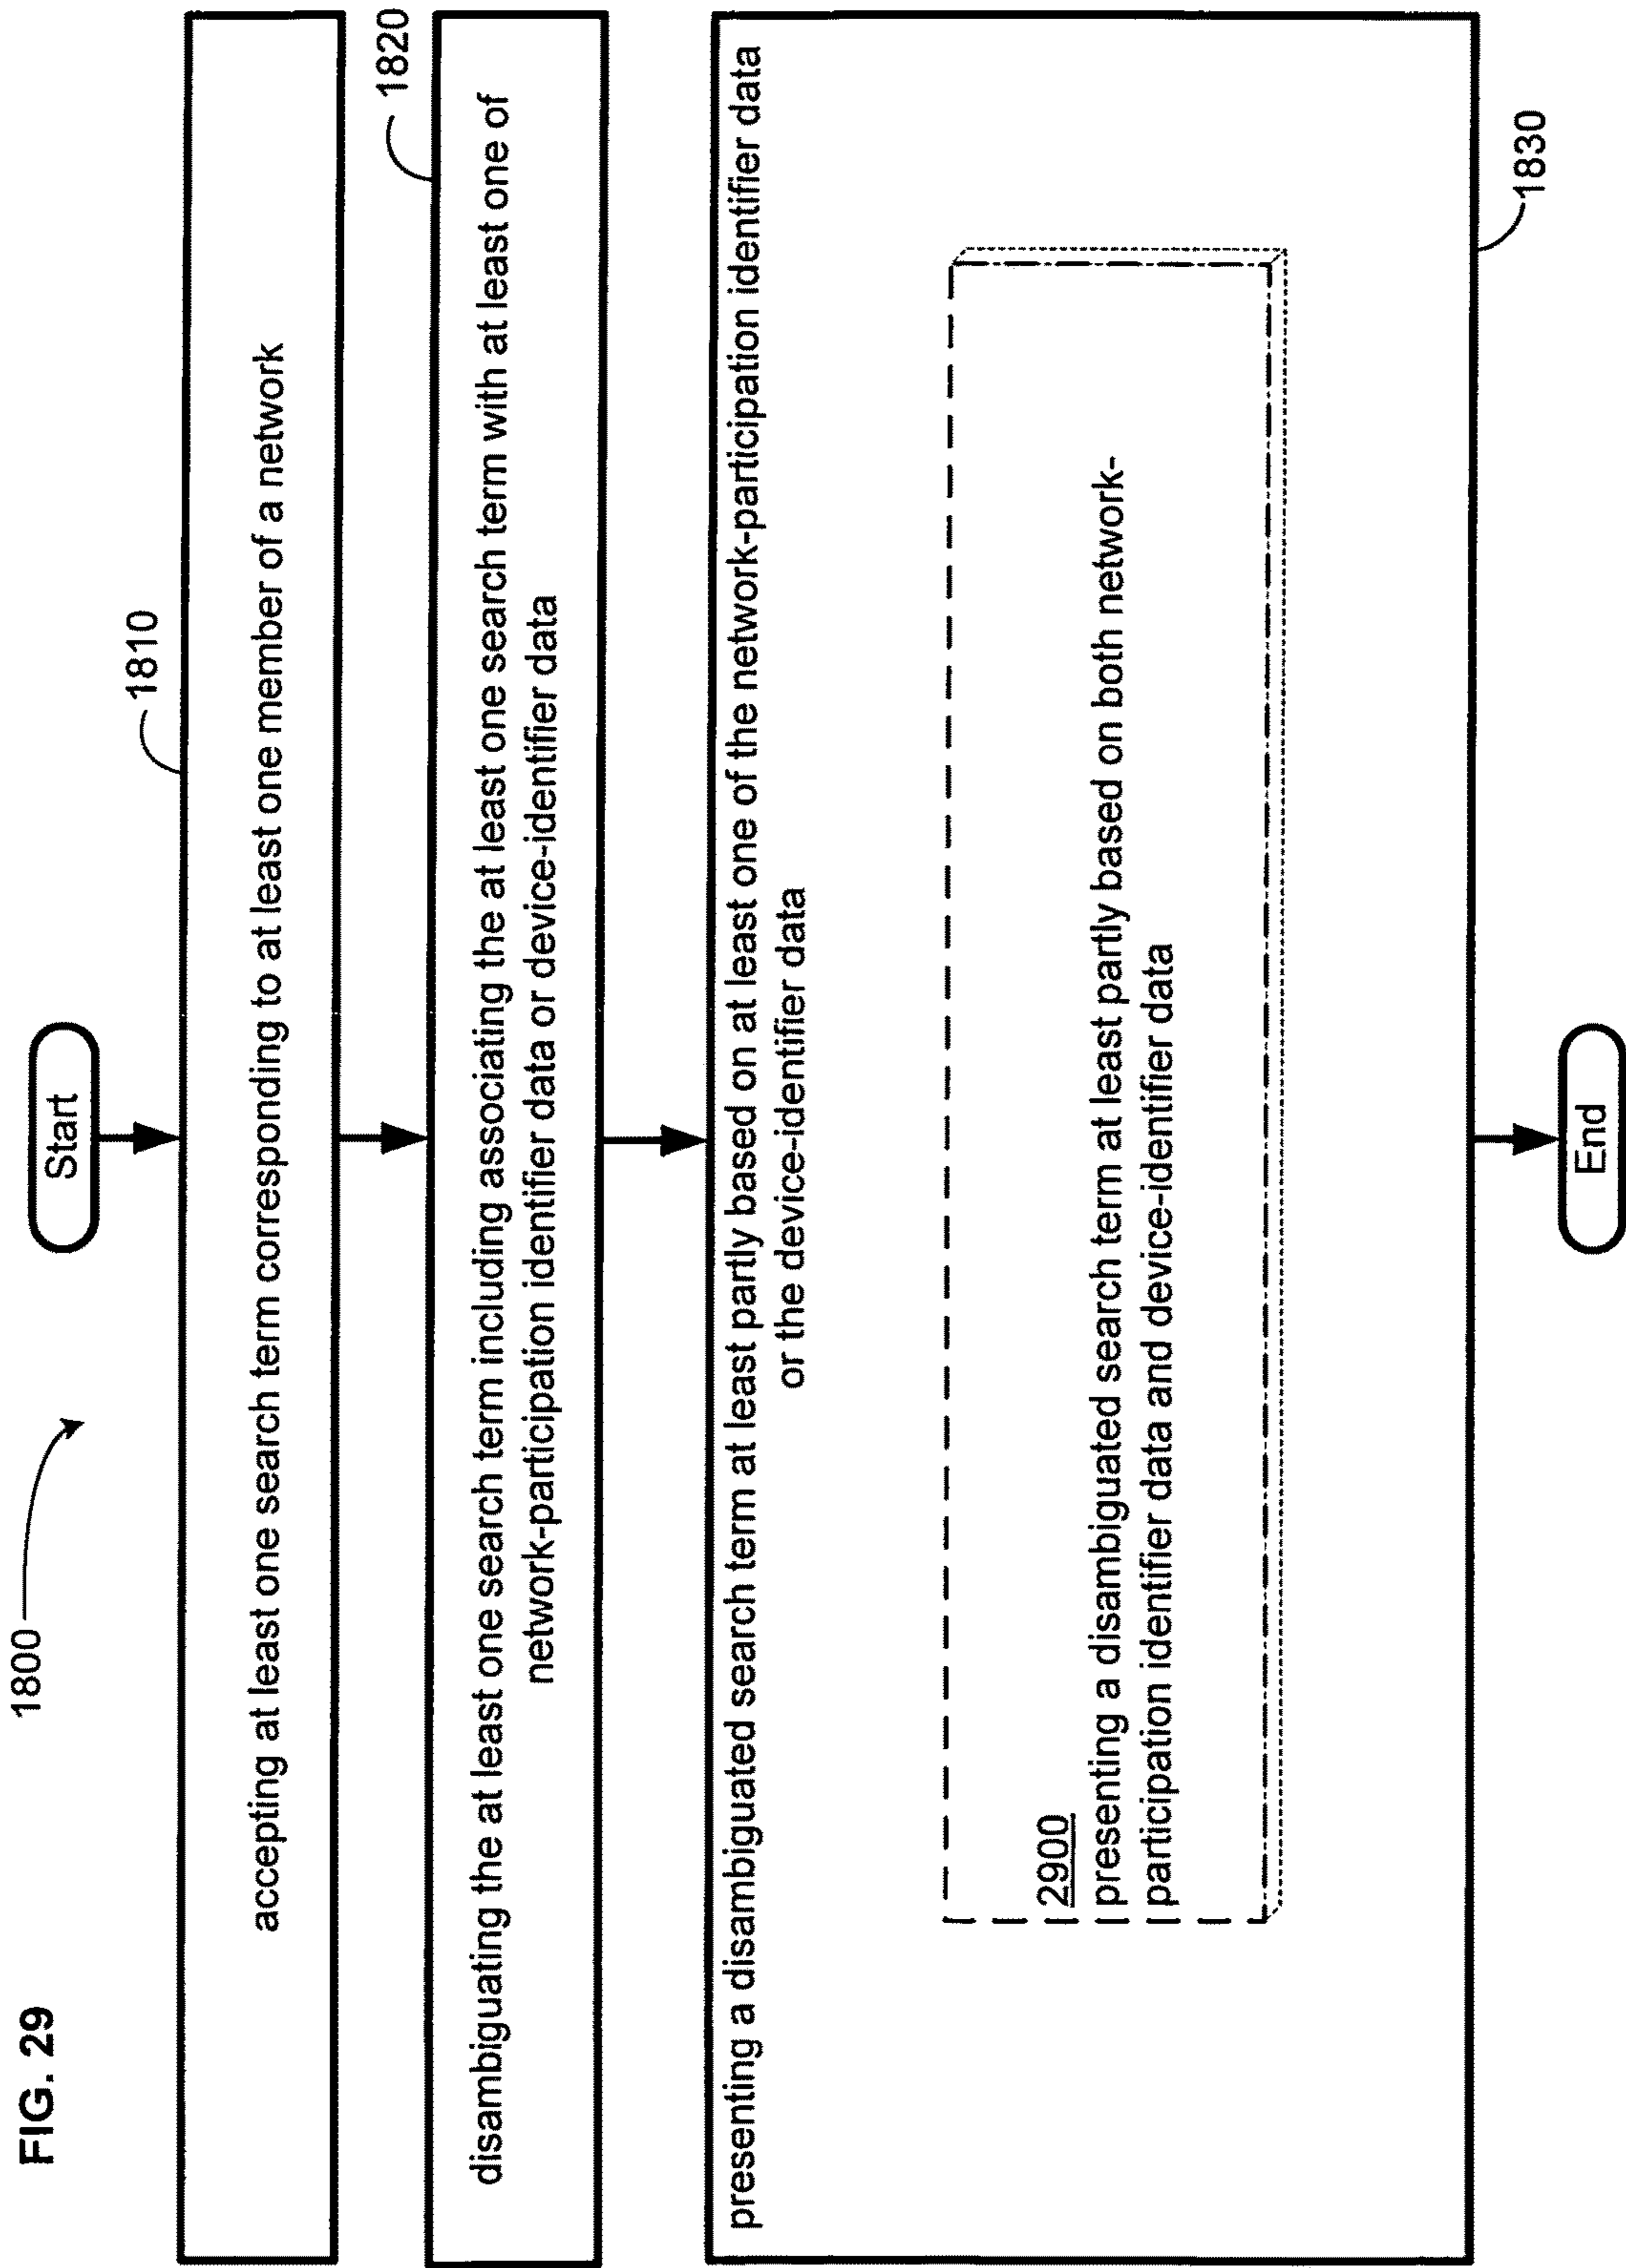 FIG. 29
1800
Start
1810
accepting at least one search term corresponding to at least one member of a network
1820
disambiguating the at least one search term including associating the at least one search term with at least one of
network-participation identifier data or device-identifier data
presenting a disambiguated search term at least partly based on at least one of the network-participation identifier data
or the device-identifier data
2900
presenting a disambiguated search term at least partly based on both network-
participation identifier data and device-identifier data
1830
End